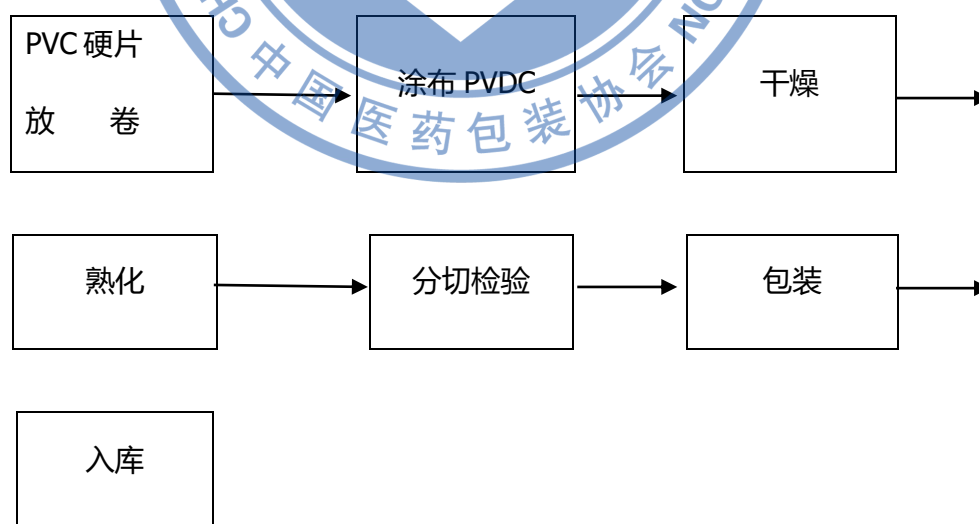 PVC 硬片
放 卷
涂布 PVDC
干燥
中国医药包装协会
熟化
分切检验
包装
入库